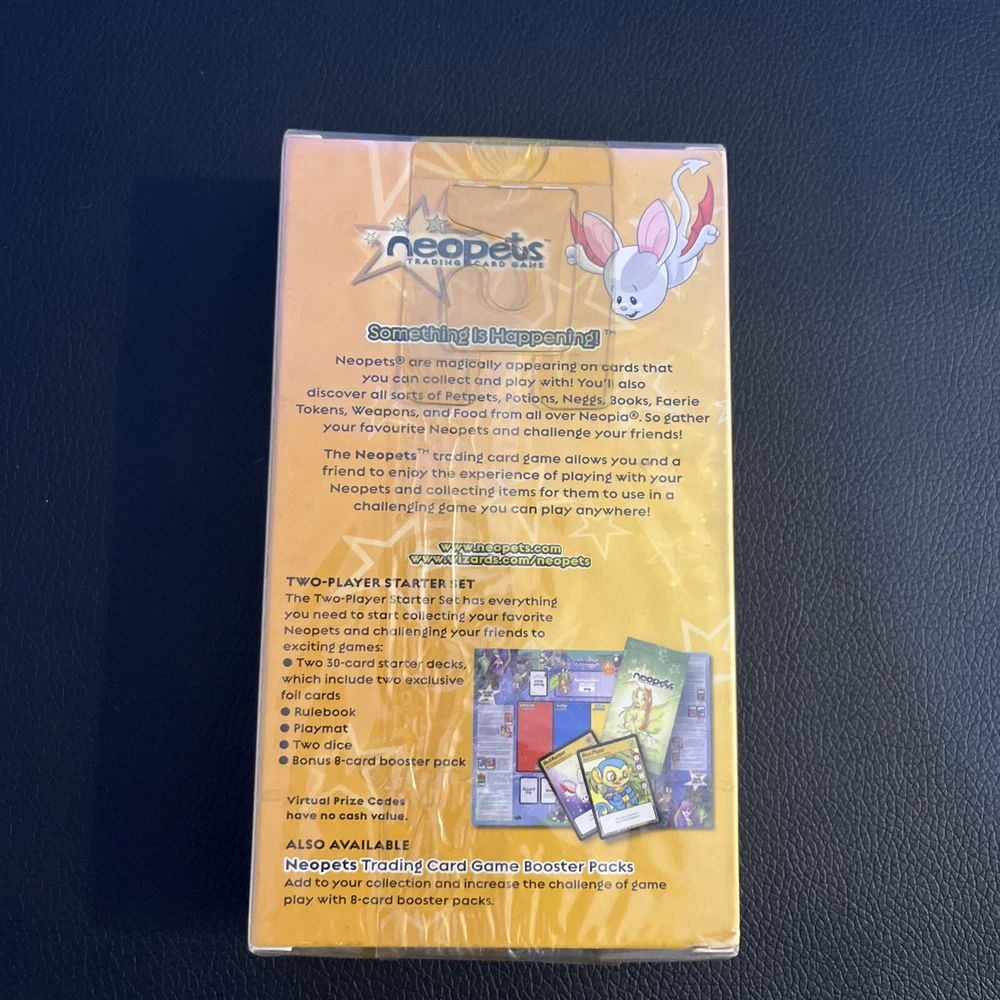 neopets™
TRADING CARD GAME
Something Is Happening!™
Neopets® are magically appearing on cards that
you can collect and play with! You'll also
discover all sorts of Petpets, Potions, Neggs, Books, Faerie
Tokens, Weapons, and Food from all over Neopia®. So gather
your favourite Neopets and challenge your friends!
The Neopets™ trading card game allows you and a
friend to enjoy the experience of playing with your
Neopets and collecting items for them to use in a
challenging game you can play anywhere!
www.neopets.com
www.wizards.com/neopets
TWO-PLAYER STARTER SET
The Two-Player Starter Set has everything
you need to start collecting your favorite
Neopets and challenging your friends to
exciting games:
● Two 30-card starter decks,
which include two exclusive
foil cards
● Rulebook
● Playmat
● Two dice
● Bonus 8-card booster pack
neopets
Virtual Prize Codes
have no cash value.
ALSO AVAILABLE
Neopets Trading Card Game Booster Packs
Add to your collection and increase the challenge of game
play with 8-card booster packs.